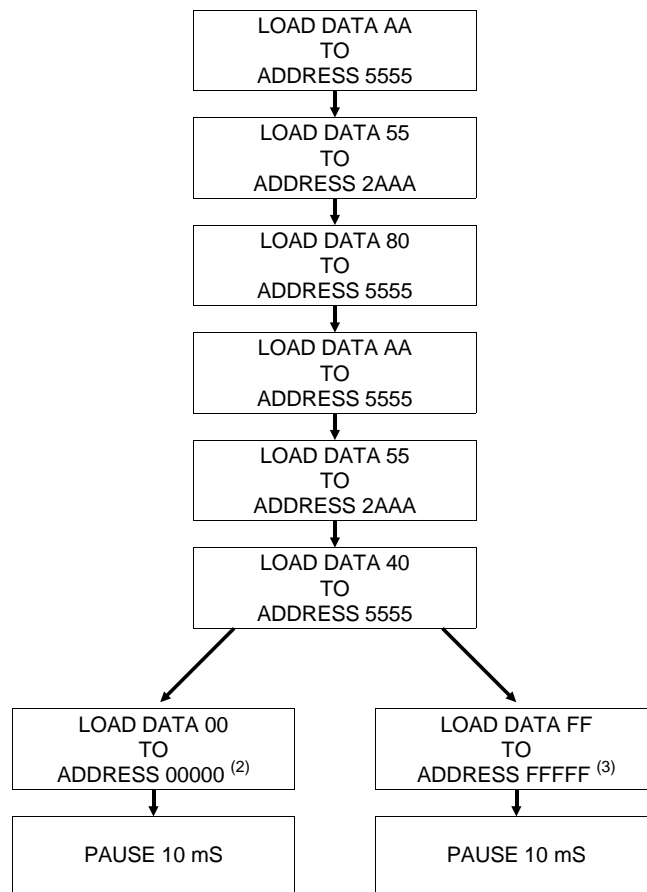 LOAD DATA AA
TO
ADDRESS 5555
LOAD DATA 55
TO
ADDRESS 2AAA
LOAD DATA 80
TO
ADDRESS 5555
LOAD DATA AA
TO
ADDRESS 5555
LOAD DATA 55
TO
ADDRESS 2AAA
LOAD DATA 40
TO
ADDRESS 5555
LOAD DATA 00
TO
ADDRESS 00000 (2)
PAUSE 10 mS
LOAD DATA FF
TO
ADDRESS FFFFF (3)
PAUSE 10 mS